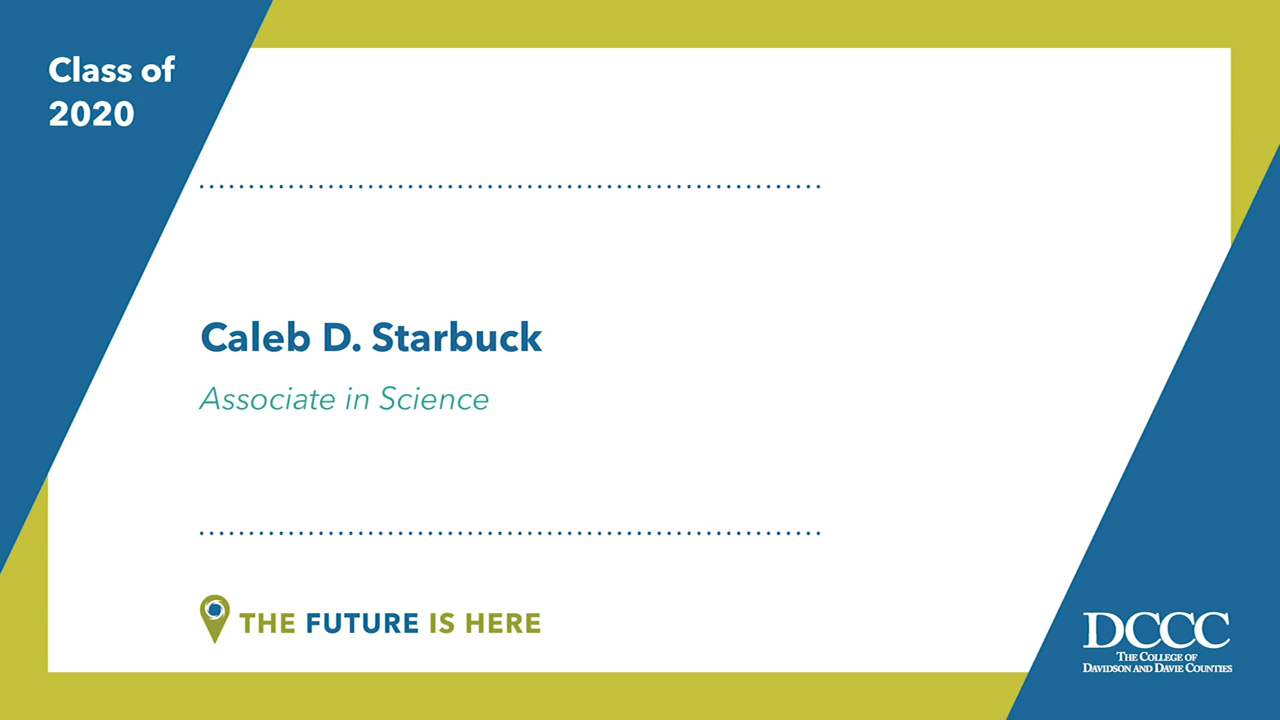 Class of
2020
Caleb D. Starbuck
Associate in Science
THE FUTURE IS HERE
DCCC
THE COLLEGE OF
DAVIDSON AND DAVIE COUNTIES